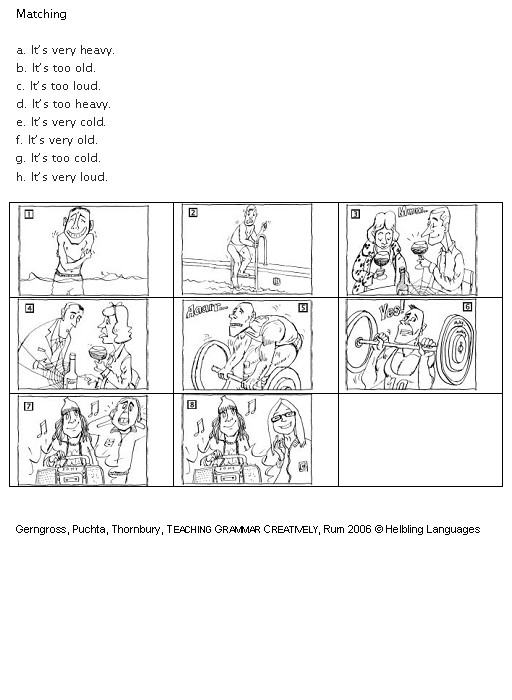 Matching
a. It's very heavy.
b. It's too old.
c. It's too loud.
d. It's too heavy.
e. It's very cold.
f. It's very old.
g. It's too cold.
h. It's very loud.
1
2
3
Mmm...
4
Aaarr...
5
Yes!
6
7
8
Gerngross, Puchta, Thornbury, TEACHING GRAMMAR CREATIVELY, Rum 2006 © Helbling Languages